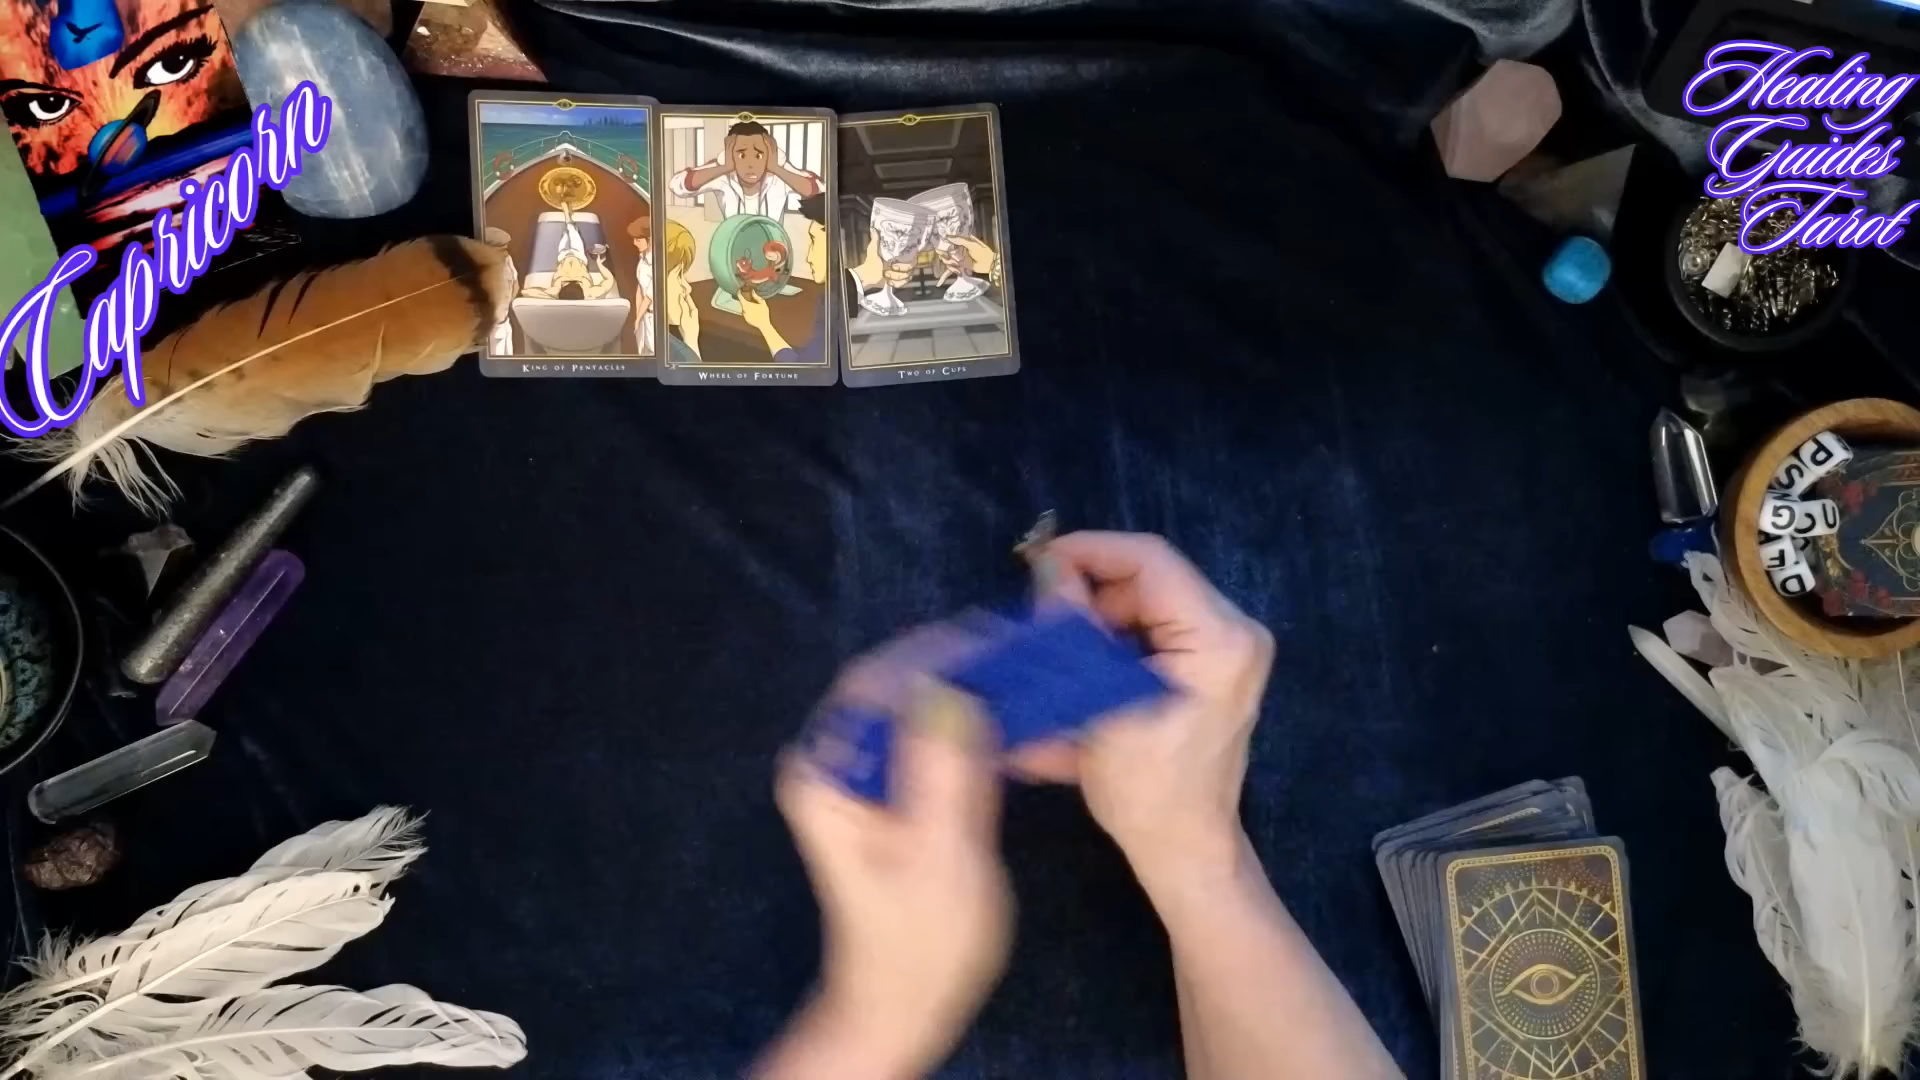 Capricorn
Healing
Guides
Tarot
King of Pentacles
X
Wheel of Fortune
Two of Cups
P
S
N
G
U
C
A
F
D